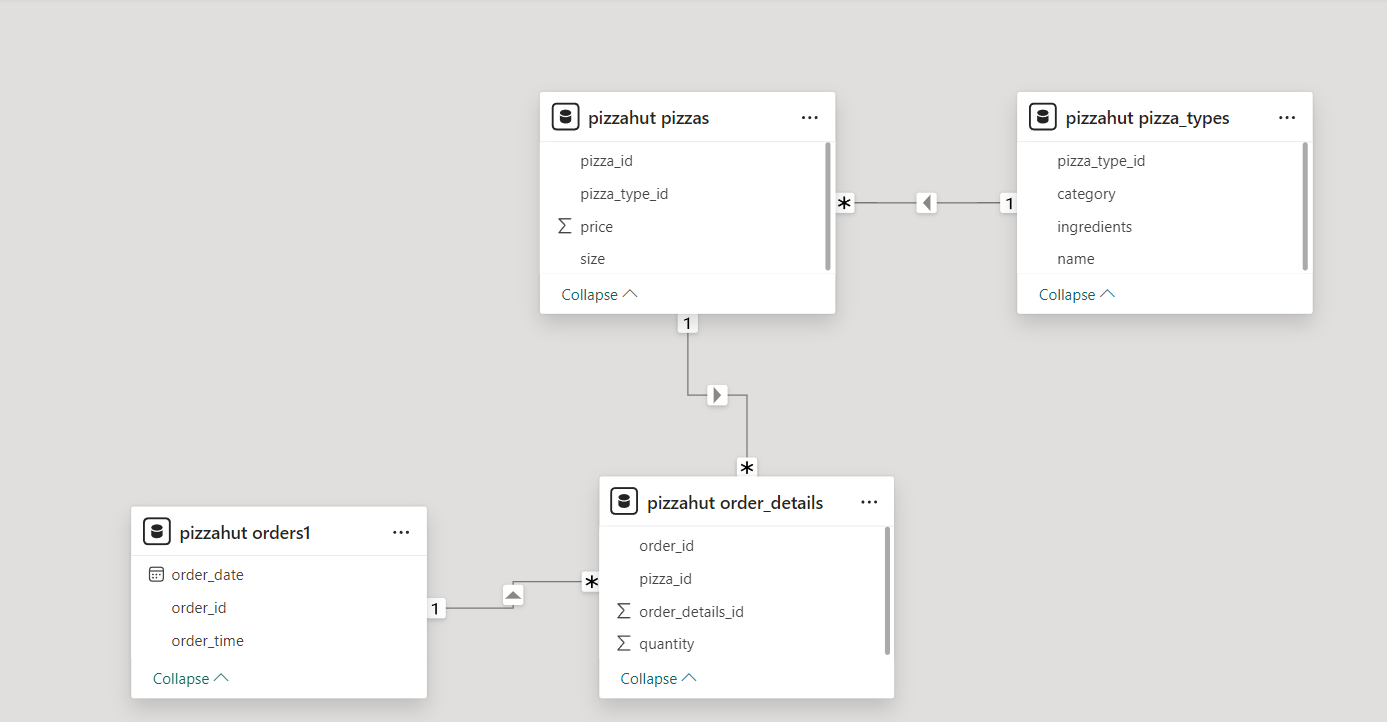 pizzahut pizzas
pizza_id
pizza_type_id
price
size
Collapse
pizzahut pizza_types
pizza_type_id
category
ingredients
name
Collapse
*
1
1
*
pizzahut orders1
order_date
order_id
order_time
Collapse
1
*
pizzahut order_details
order_id
pizza_id
∑ order_details_id
∑ quantity
Collapse